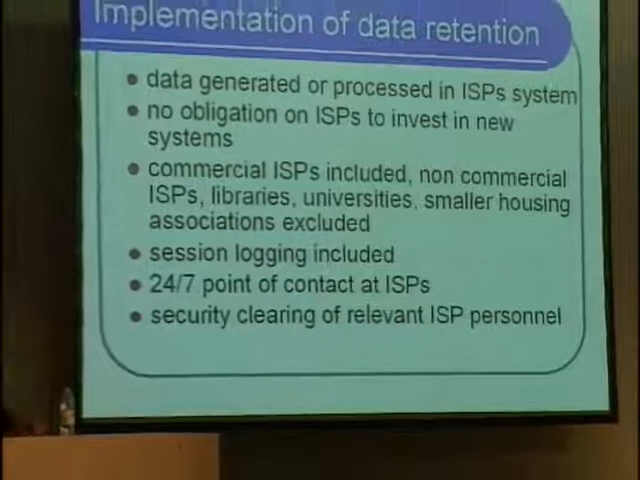 Implementation of data retention
• data generated or processed in ISPs system
• no obligation on ISPs to invest in new
systems
• commercial ISPs included, non commercial
ISPs, libraries, universities, smaller housing
associations excluded
• session logging included
• 24/7 point of contact at ISPs
• security clearing of relevant ISP personnel